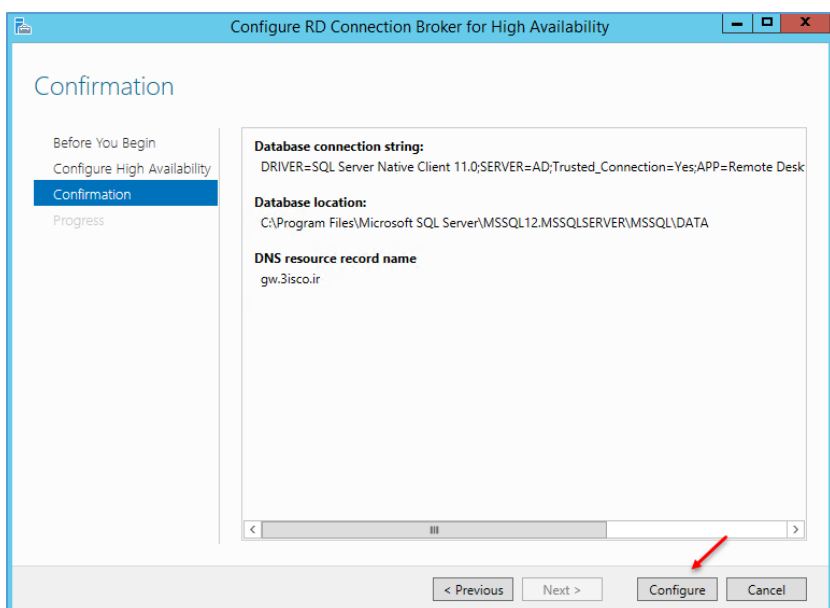 Configure RD Connection Broker for High Availability
Confirmation
Before You Begin
Configure High Availability
Confirmation
Progress
Database connection string:
DRIVER=SQL Server Native Client 11.0;SERVER=AD;Trusted_Connection=Yes;APP=Remote Desk
Database location:
C:\Program Files\Microsoft SQL Server\MSSQL12.MSSQLSERVER\MSSQL\DATA
DNS resource record name
gw.3isco.ir
< Previous
Next >
Configure
Cancel